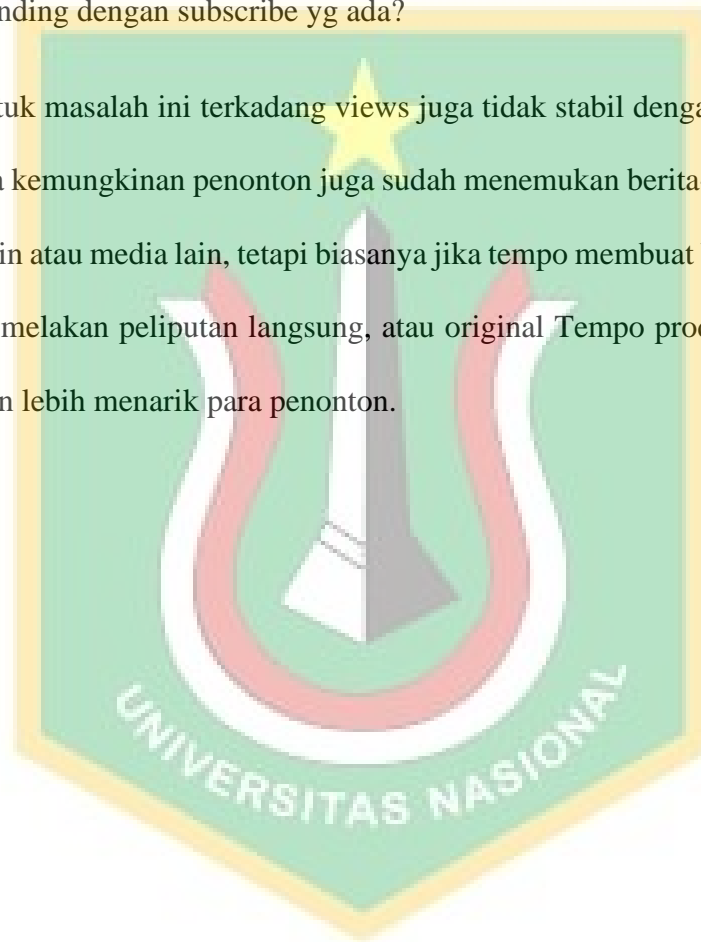 nding dengan subscribe yg ada?
tuk masalah ini terkadang views juga tidak stabil denga
a kemungkinan penonton juga sudah menemukan berita
in atau media lain, tetapi biasanya jika tempo membuat
melakan peliputan langsung, atau original Tempo prod
n lebih menarik para penonton.
UNIVERSITAS NASIONAL